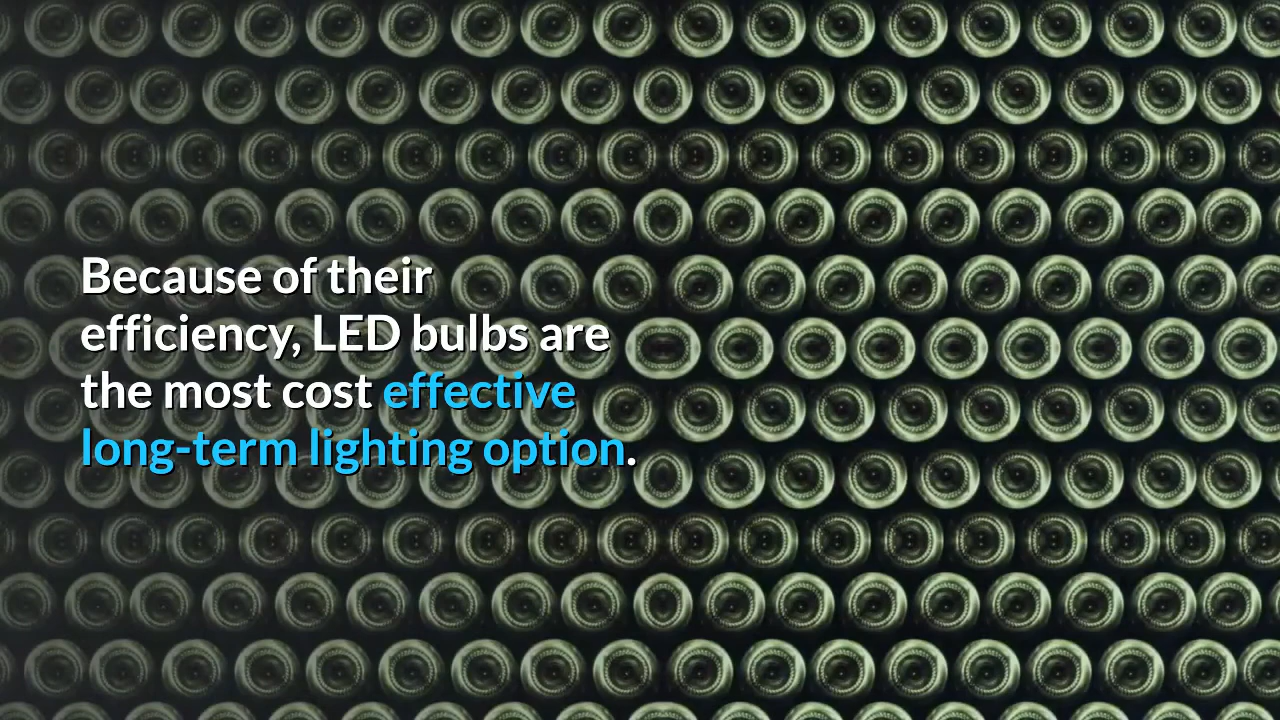 Because of their
efficiency, LED bulbs are
the most cost effective
long-term lighting option.